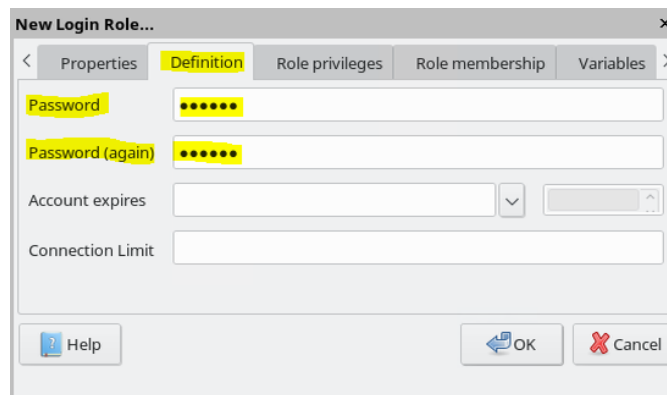 New Login Role...
Properties Definition Role privileges Role membership Variables
Password ••••••
Password (again) ••••••
Account expires
Connection Limit
Help OK Cancel